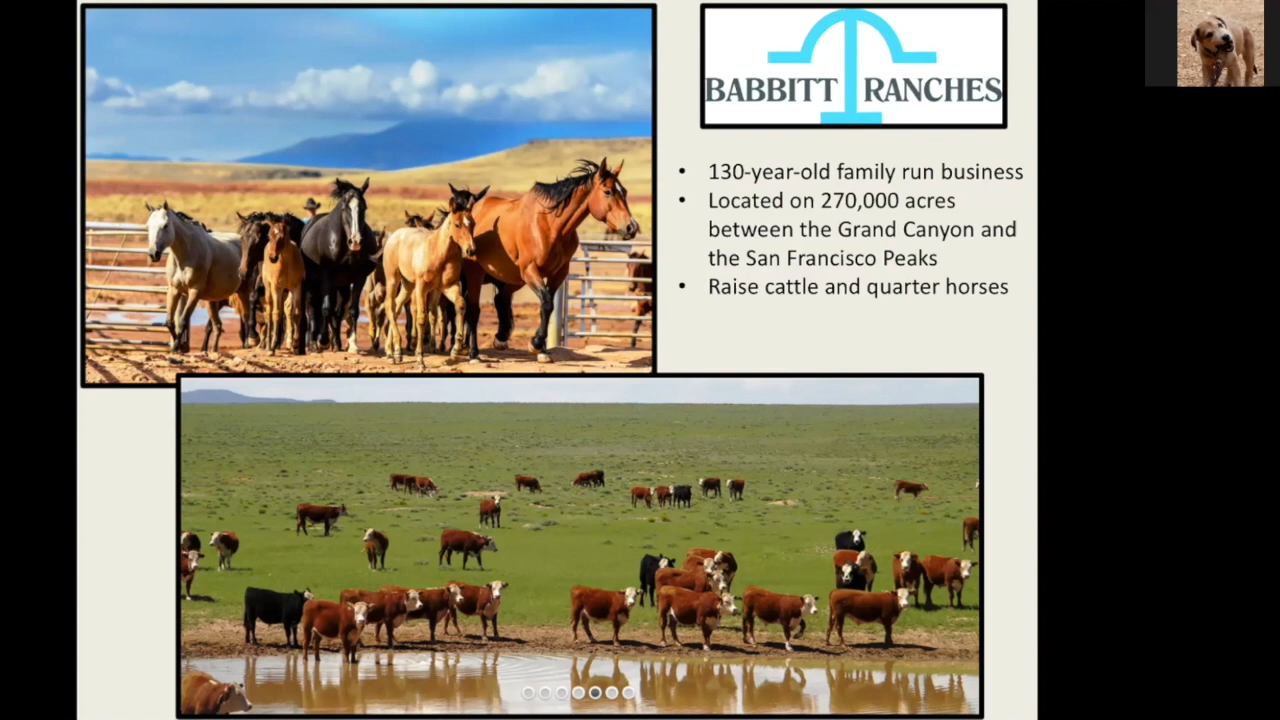 BABBITT RANCHES
• 130-year-old family run business
• Located on 270,000 acres
between the Grand Canyon and
the San Francisco Peaks
• Raise cattle and quarter horses